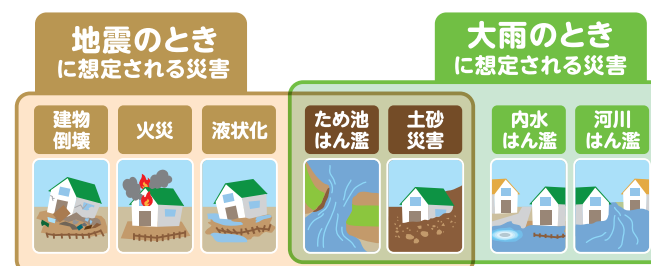 地震のとき
に想定される災害
大雨のとき
に想定される災害
建物
倒壊
火災
液状化
ため池
はん濫
土砂
災害
内水
はん濫
河川
はん濫